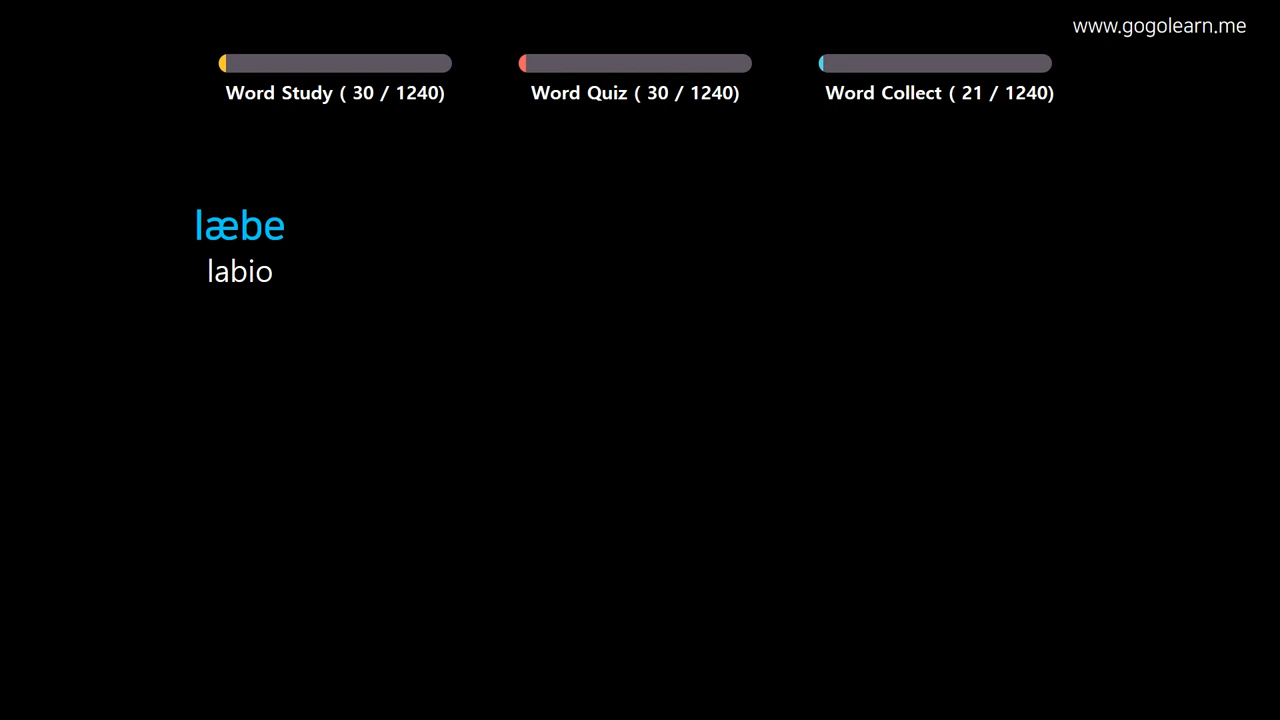 www.gogolearn.me
Word Study ( 30 / 1240)
Word Quiz ( 30 / 1240)
Word Collect ( 21 / 1240)
læbe
labio